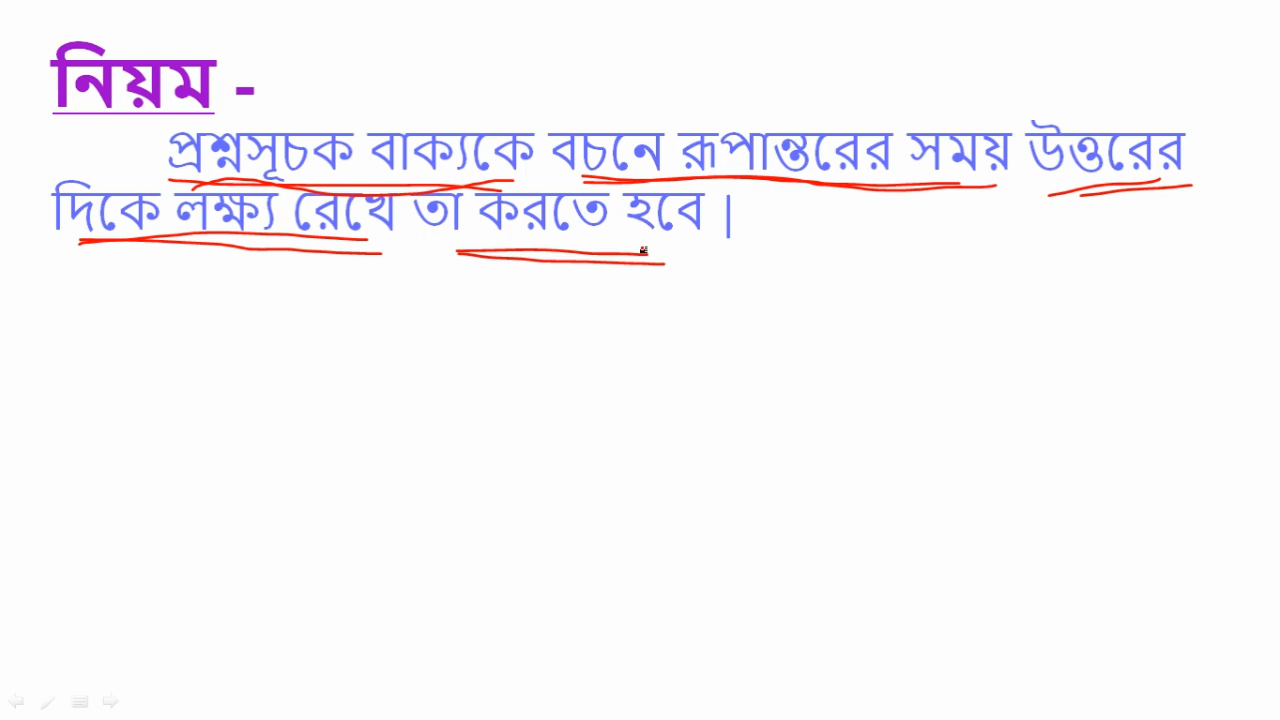 নিয়ম -
প্রশ্নসূচক বাক্যকে বচনে রূপান্তরের সময় উত্তরের
দিকে লক্ষ্য রেখে তা করতে হবে |